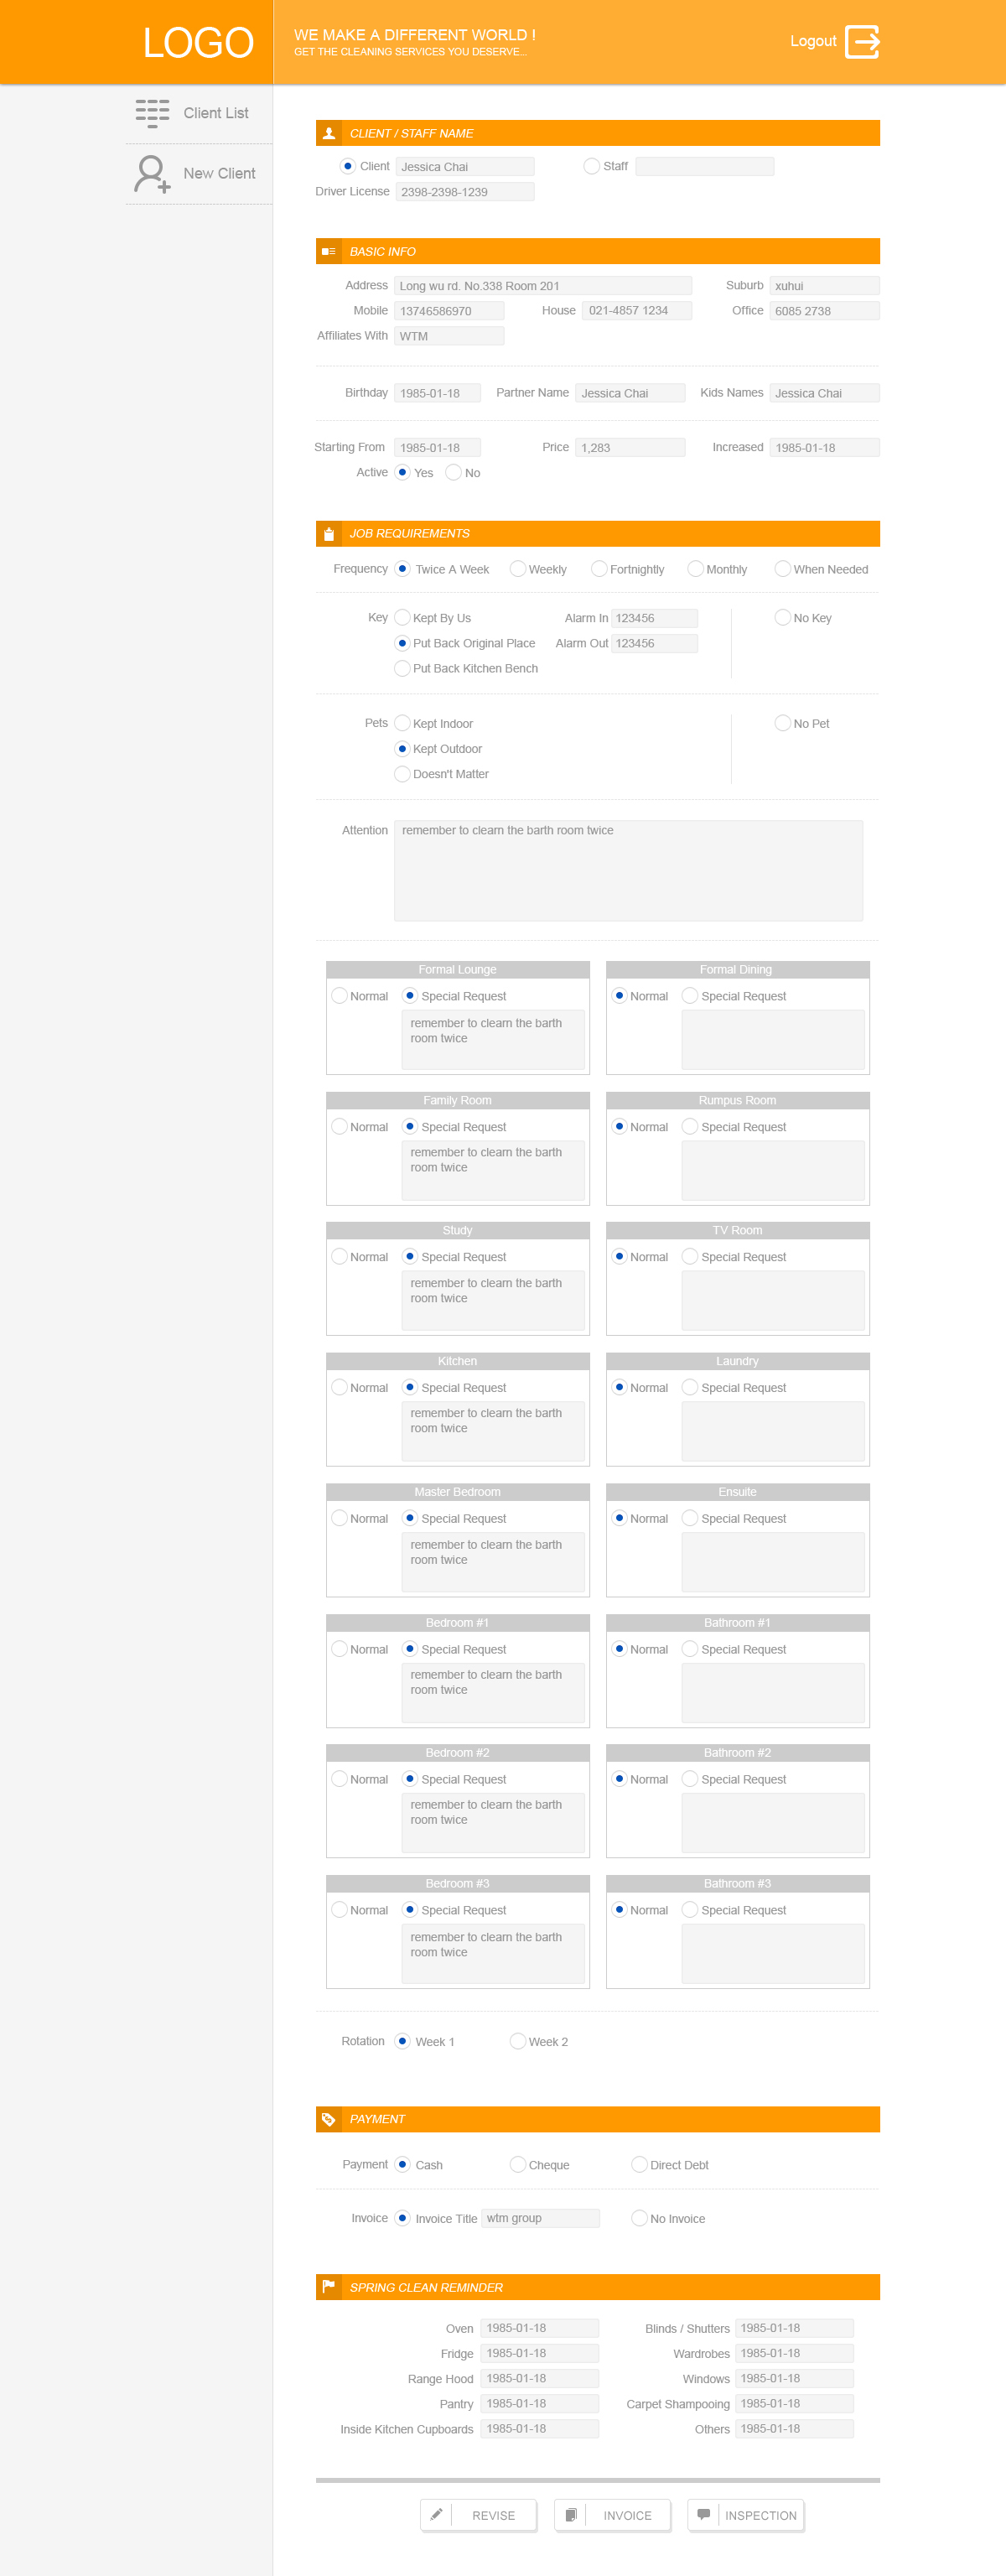 LOGO
WE MAKE A DIFFERENT WORLD !
GET THE CLEANING SERVICES YOU DESERVE...
Logout
Client List
New Client
CLIENT / STAFF NAME
Client Jessica Chai Staff
Driver License 2398-2398-1239
BASIC INFO
Address Long wu rd. No.338 Room 201 Suburb xuhui
Mobile 13746586970 House 021-4857 1234 Office 6085 2738
Affiliates With WTM
Birthday 1985-01-18 Partner Name Jessica Chai Kids Names Jessica Chai
Starting From 1985-01-18 Price 1,283 Increased 1985-01-18
Active Yes No
JOB REQUIREMENTS
Frequency Twice A Week Weekly Fortnightly Monthly When Needed
Key Kept By Us Alarm In 123456 No Key
Put Back Original Place Alarm Out 123456
Put Back Kitchen Bench
Pets Kept Indoor No Pet
Kept Outdoor
Doesn't Matter
Attention remember to clearn the barth room twice
Formal Lounge Formal Dining
Normal Special Request Normal Special Request
remember to clearn the barth
room twice
Family Room Rumpus Room
Normal Special Request Normal Special Request
remember to clearn the barth
room twice
Study TV Room
Normal Special Request Normal Special Request
remember to clearn the barth
room twice
Kitchen Laundry
Normal Special Request Normal Special Request
remember to clearn the barth
room twice
Master Bedroom Ensuite
Normal Special Request Normal Special Request
remember to clearn the barth
room twice
Bedroom #1 Bathroom #1
Normal Special Request Normal Special Request
remember to clearn the barth
room twice
Bedroom #2 Bathroom #2
Normal Special Request Normal Special Request
remember to clearn the barth
room twice
Bedroom #3 Bathroom #3
Normal Special Request Normal Special Request
remember to clearn the barth
room twice
Rotation Week 1 Week 2
PAYMENT
Payment Cash Cheque Direct Debt
Invoice Invoice Title wtm group No Invoice
SPRING CLEAN REMINDER
Oven 1985-01-18 Blinds / Shutters 1985-01-18
Fridge 1985-01-18 Wardrobes 1985-01-18
Range Hood 1985-01-18 Windows 1985-01-18
Pantry 1985-01-18 Carpet Shampooing 1985-01-18
Inside Kitchen Cupboards 1985-01-18 Others 1985-01-18
REVISE INVOICE INSPECTION